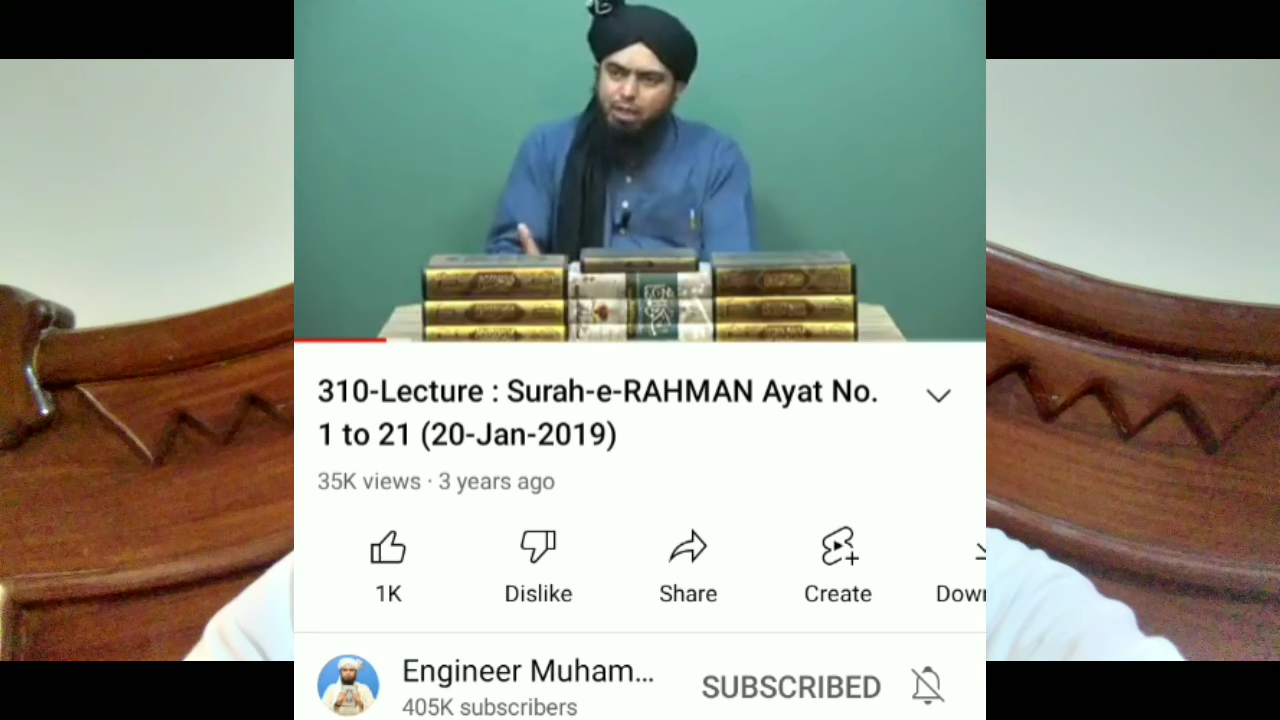 310-Lecture : Surah-e-RAHMAN Ayat No.
1 to 21 (20-Jan-2019)
35K views · 3 years ago
1K
Dislike
Share
Create
Engineer Muham...
SUBSCRIBED
405K subscribers